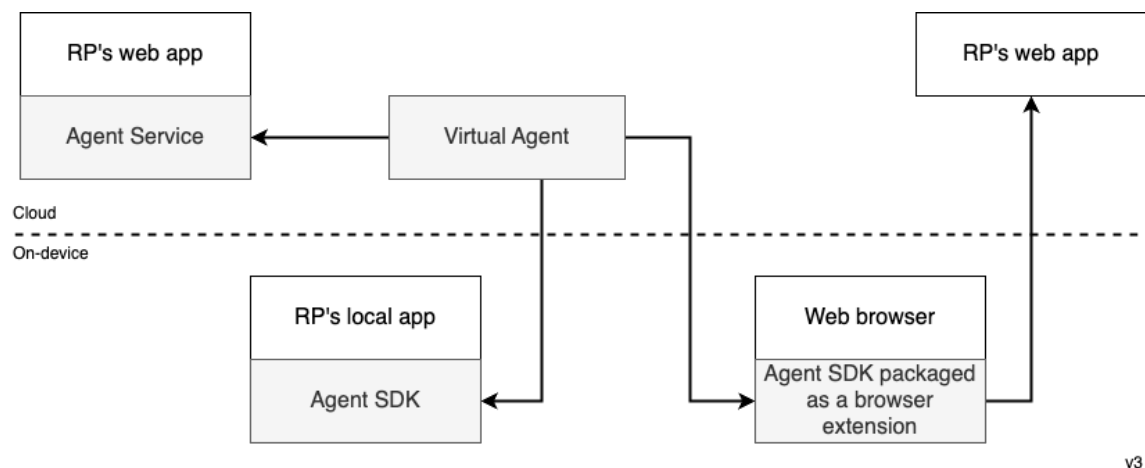 RP's web app
RP's web app
Agent Service
Virtual Agent
Cloud
On-device
RP's local app
Web browser
Agent SDK
Agent SDK packaged
as a browser
extension
v3